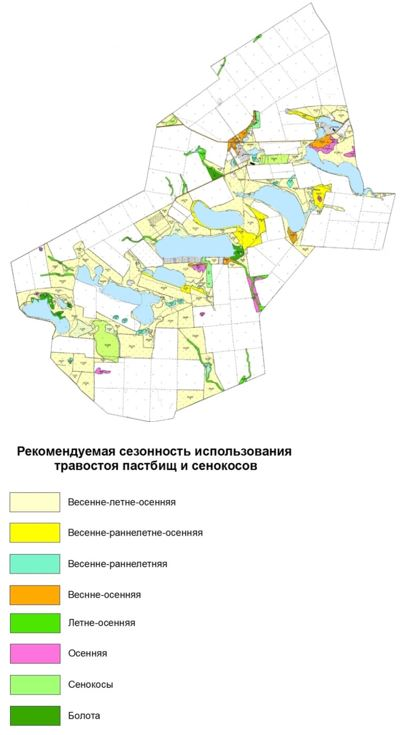 Рекомендуемая сезонность использования
травостоя пастбищ и сенокосов
Весенне-летне-осенняя
Весенне-раннелетне-осенняя
Весенне-раннелетняя
Веснне-осенняя
Летне-осенняя
Осенняя
Сенокосы
Болота